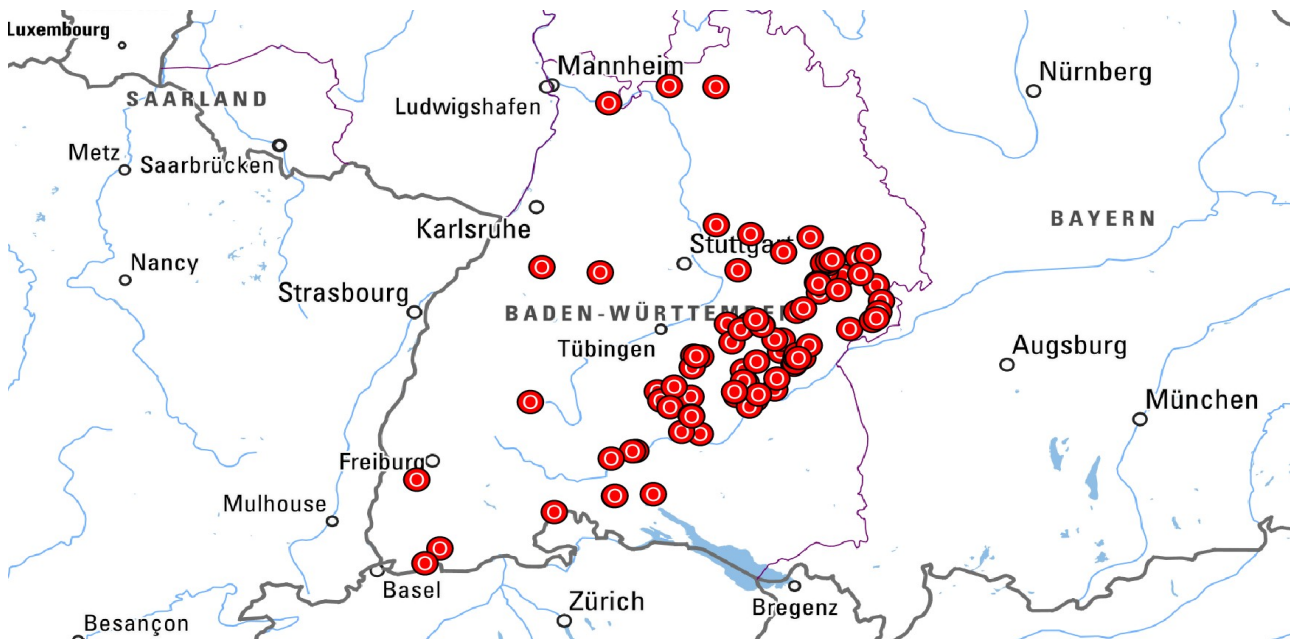 Luxembourg
Mannheim
Nürnberg
SAARLAND
Ludwigshafen
Metz
Saarbrücken
Karlsruhe
BAYERN
Stuttgart
Nancy
Strasbourg
BADEN-WÜRTTEMBERG
Tübingen
Augsburg
München
Freiburg
Mulhouse
Basel
Zürich
Bregenz
Besançon